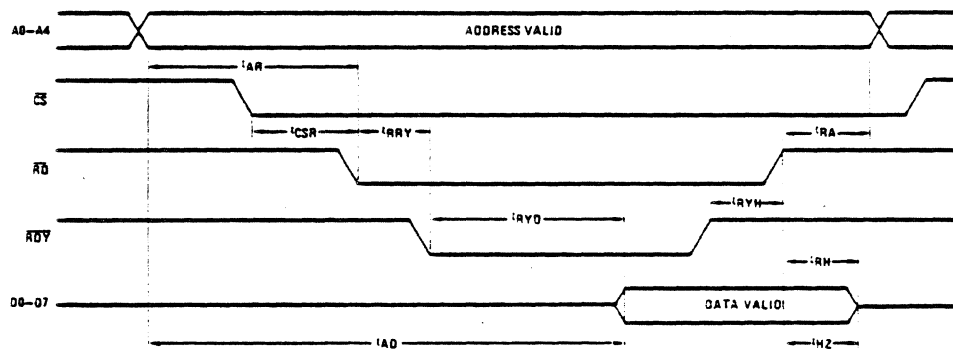 A0–A4 ADDRESS VALID
tAR
CS
tCSR tRRY tRA
RD
tRYH
RDY tRYD
tRH
D0–D7 DATA VALID
tAD tHZ